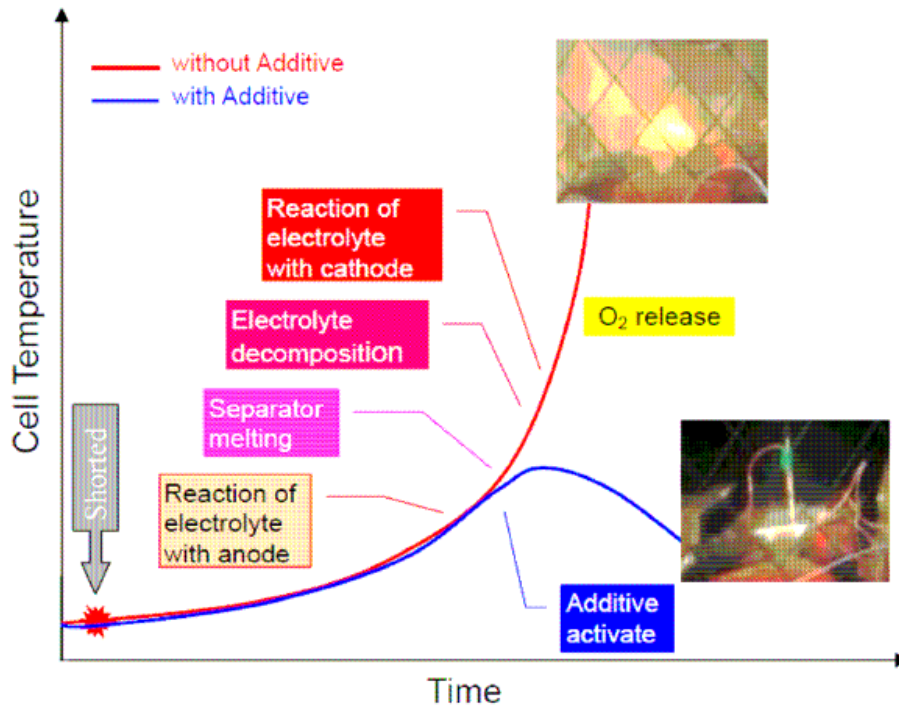 without Additive
with Additive
Reaction of
electrolyte
with cathode
Electrolyte
decomposition
O₂ release
Separator
melting
Reaction of
electrolyte
with anode
Additive
activate
Shorted
Cell Temperature
Time